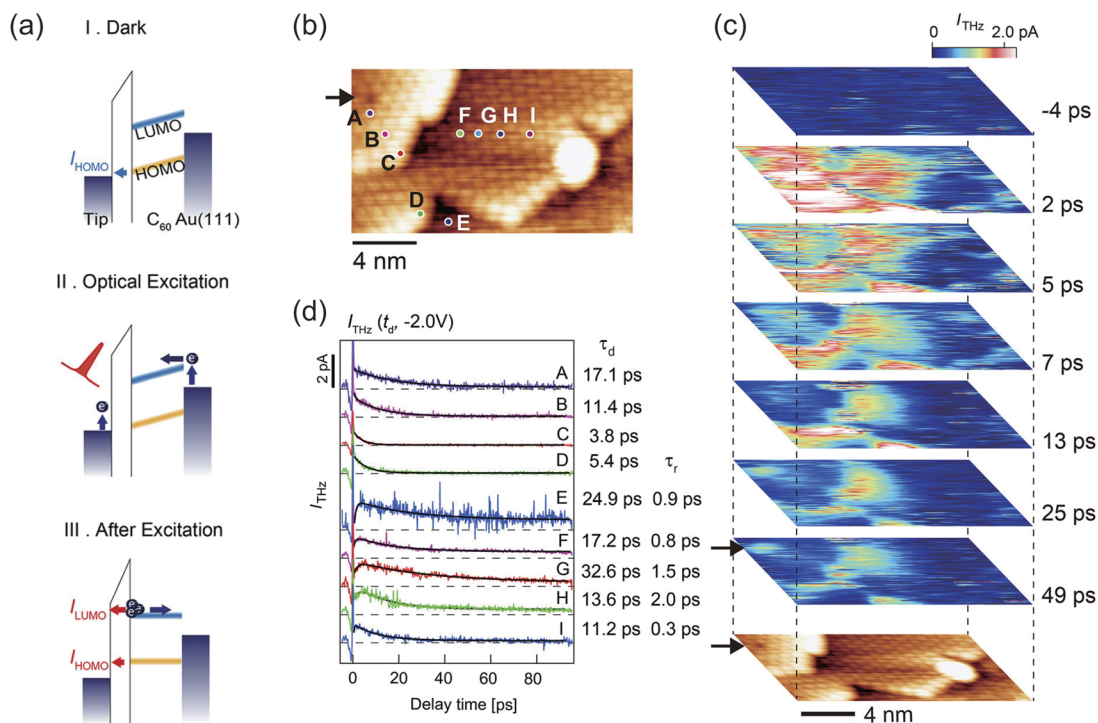 (a)
I . Dark
LUMO
HOMO
I_HOMO
Tip
C₆₀ Au(111)
II . Optical Excitation
e
e
III . After Excitation
e
e
e
I_LUMO
I_HOMO
(b)
A
B
C
D
E
F G H I
4 nm
(d)
I_THz (t_d, -2.0V)
2 pA
I_THz
τ_d
A 17.1 ps
B 11.4 ps
C 3.8 ps
D 5.4 ps τ_r
E 24.9 ps 0.9 ps
F 17.2 ps 0.8 ps
G 32.6 ps 1.5 ps
H 13.6 ps 2.0 ps
I 11.2 ps 0.3 ps
0 20 40 60 80
Delay time [ps]
(c)
I_THz
0 2.0 pA
-4 ps
2 ps
5 ps
7 ps
13 ps
25 ps
49 ps
4 nm